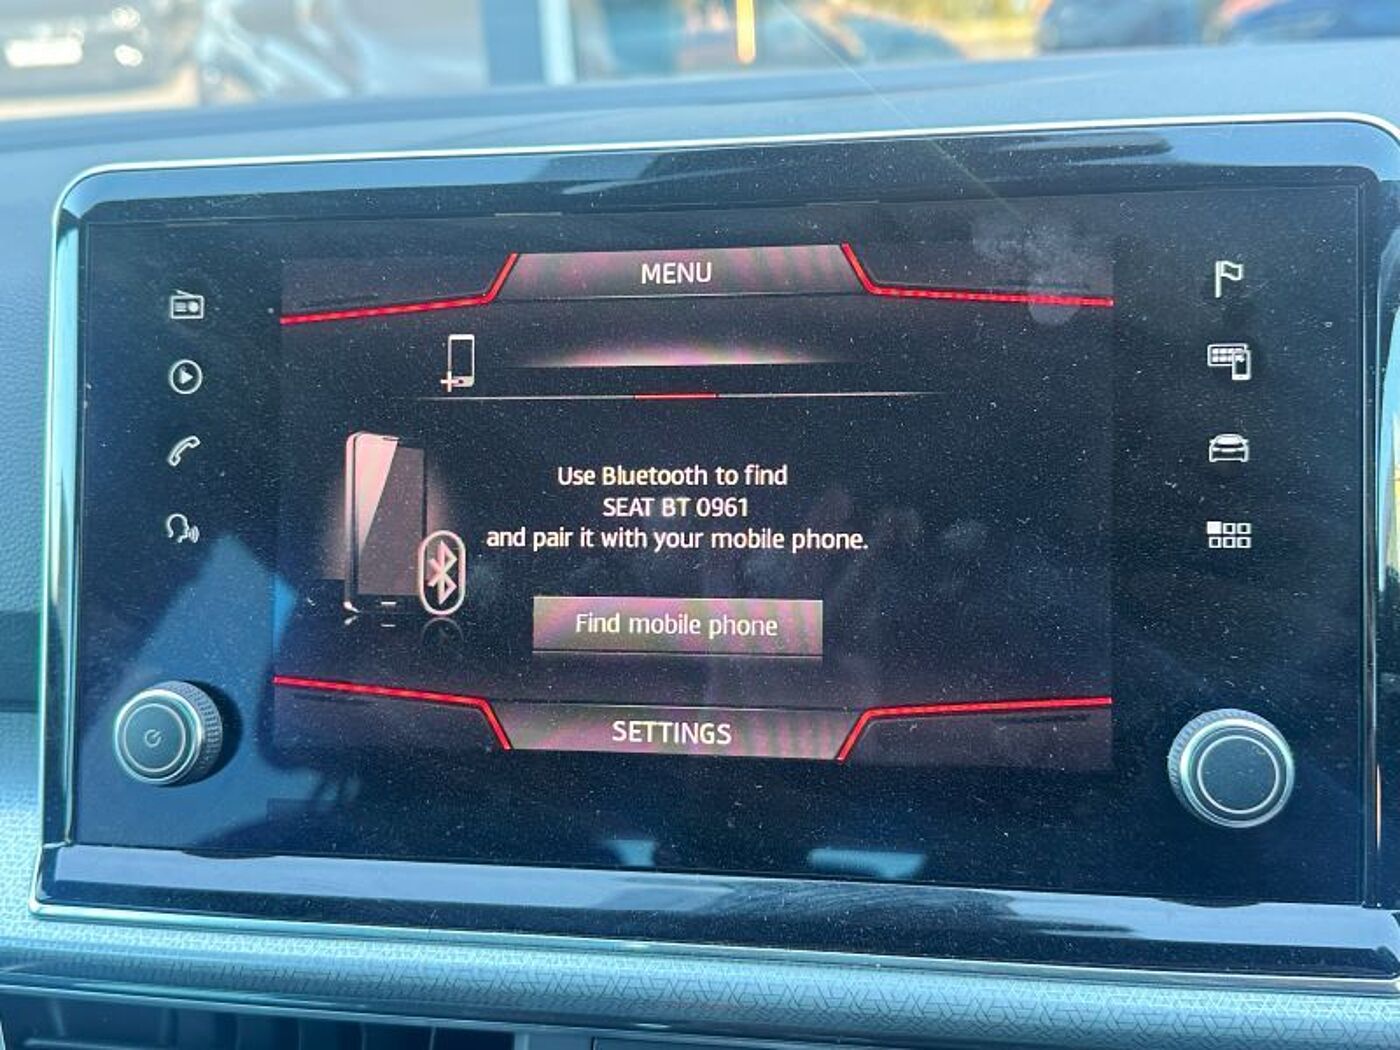 MENU
Use Bluetooth to find
SEAT BT 0961
and pair it with your mobile phone.
Find mobile phone
SETTINGS